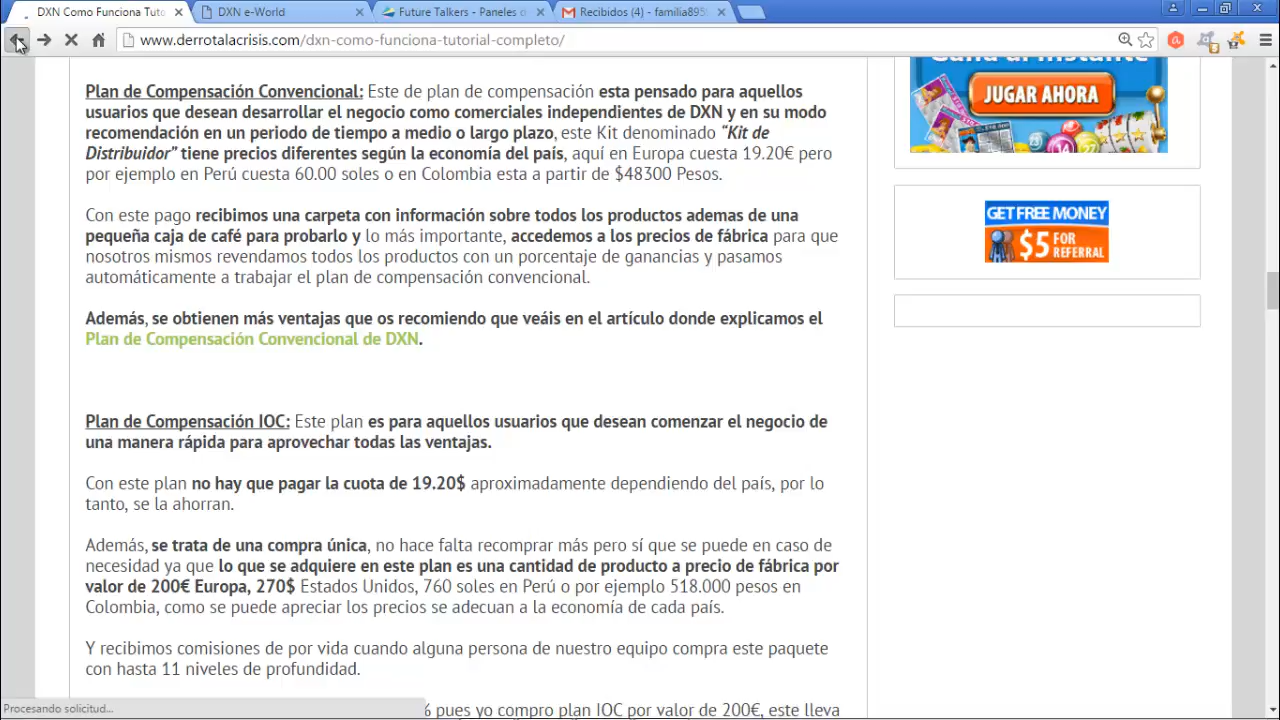 DXN Como Funciona Tuto
DXN e-World
Future Talkers - Paneles d
Recibidos (4) - familia895
www.derrotalacrisis.com/dxn-como-funciona-tutorial-completo/
Plan de Compensación Convencional: Este de plan de compensación esta pensado para aquellos
usuarios que desean desarrollar el negocio como comerciales independientes de DXN y en su modo
recomendación en un periodo de tiempo a medio o largo plazo, este Kit denominado “Kit de
Distribuidor” tiene precios diferentes según la economía del país, aquí en Europa cuesta 19.20€ pero
por ejemplo en Perú cuesta 60.00 soles o en Colombia esta a partir de $48300 Pesos.
Con este pago recibimos una carpeta con información sobre todos los productos ademas de una
pequeña caja de café para probarlo y lo más importante, accedemos a los precios de fábrica para que
nosotros mismos revendamos todos los productos con un porcentaje de ganancias y pasamos
automáticamente a trabajar el plan de compensación convencional.
Además, se obtienen más ventajas que os recomiendo que veáis en el artículo donde explicamos el
Plan de Compensación Convencional de DXN.
Plan de Compensación IOC: Este plan es para aquellos usuarios que desean comenzar el negocio de
una manera rápida para aprovechar todas las ventajas.
Con este plan no hay que pagar la cuota de 19.20$ aproximadamente dependiendo del país, por lo
tanto, se la ahorran.
Además, se trata de una compra única, no hace falta recomprar más pero sí que se puede en caso de
necesidad ya que lo que se adquiere en este plan es una cantidad de producto a precio de fábrica por
valor de 200€ Europa, 270$ Estados Unidos, 760 soles en Perú o por ejemplo 518.000 pesos en
Colombia, como se puede apreciar los precios se adecuan a la economía de cada país.
Y recibimos comisiones de por vida cuando alguna persona de nuestro equipo compra este paquete
con hasta 11 niveles de profundidad.
% pues yo compro plan IOC por valor de 200€, este lleva
Gana al instante
JUGAR AHORA
GET FREE MONEY
$5 FOR
REFERRAL
Procesando solicitud...